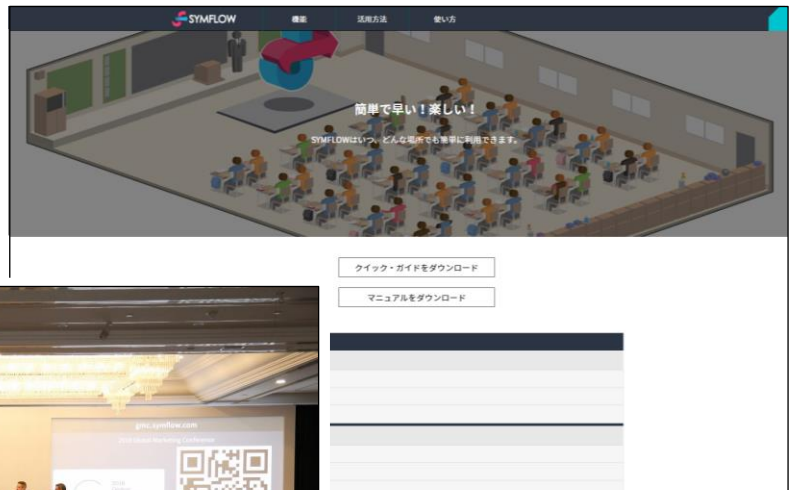 SYMFLOW
機能
活用方法
使い方
簡単で早い！楽しい！
SYMFLOWはいつ、どんな場所でも簡単に利用できます。
クイック・ガイドをダウンロード
マニュアルをダウンロード
gmc.symflow.com
2018 Global Marketing Conference